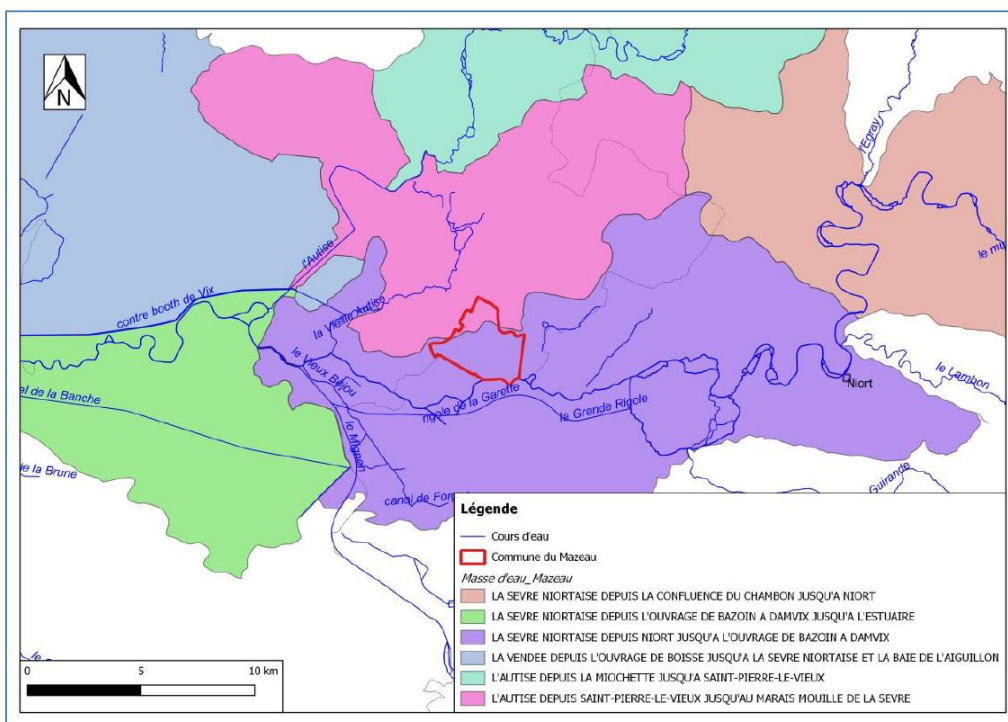 N
l'Egray
le mi
l'Autise
contre booth de Vix
la Vieille Autise
le Vieux Béjou
le Lambon
Niort
al de la Banche
rigole de la Garette
la Grande Rigole
le Mignon
de la Brune
canal de For
Guirande
Légende
Cours d'eau
Commune du Mazeau
Masse d'eau_Mazeau
LA SEVRE NIORTAISE DEPUIS LA CONFLUENCE DU CHAMBON JUSQU'A NIORT
LA SEVRE NIORTAISE DEPUIS L'OUVRAGE DE BAZOIN A DAMVIX JUSQU'A L'ESTUAIRE
LA SEVRE NIORTAISE DEPUIS NIORT JUSQU'A L'OUVRAGE DE BAZOIN A DAMVIX
LA VENDEE DEPUIS L'OUVRAGE DE BOISSE JUSQU'A LA SEVRE NIORTAISE ET LA BAIE DE L'AIGUILLON
L'AUTISE DEPUIS LA MIOCHETTE JUSQU'A SAINT-PIERRE-LE-VIEUX
L'AUTISE DEPUIS SAINT-PIERRE-LE-VIEUX JUSQU'AU MARAIS MOUILLE DE LA SEVRE
le
0 5 10 km